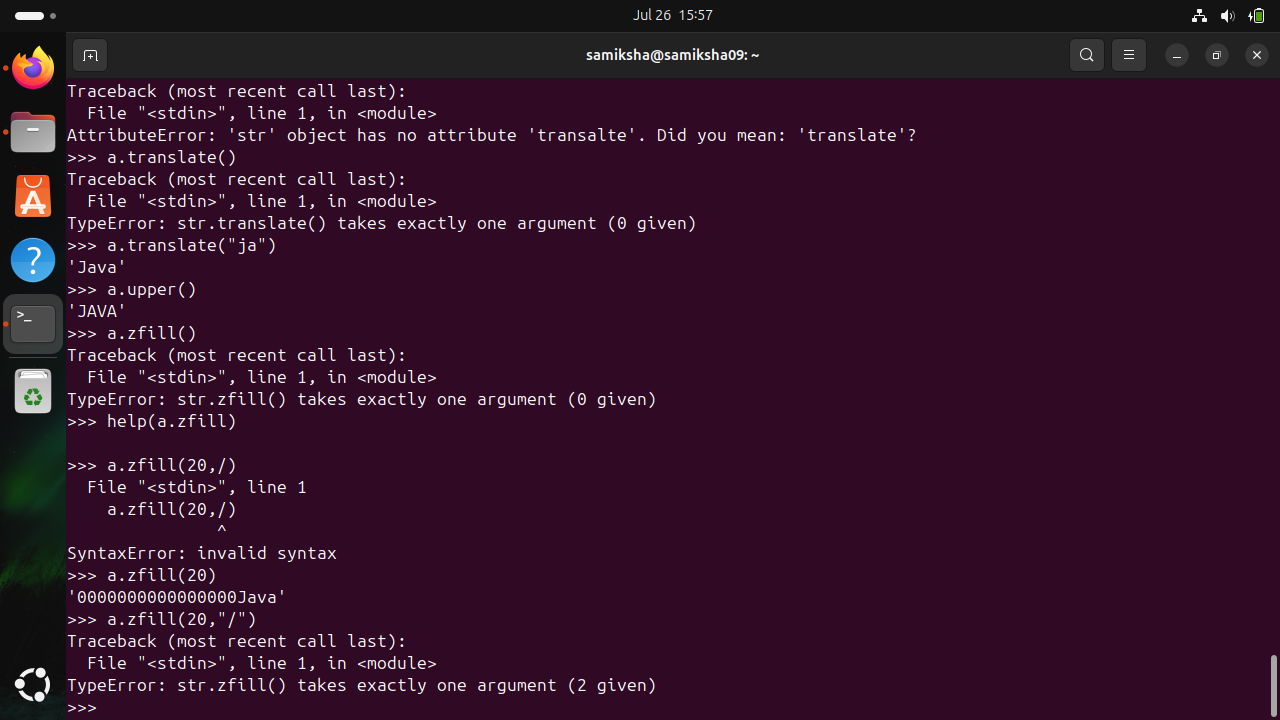 Jul 26 15:57
samiksha@samiksha09: ~
Traceback (most recent call last):
  File "<stdin>", line 1, in <module>
AttributeError: 'str' object has no attribute 'transalte'. Did you mean: 'translate'?
>>> a.translate()
Traceback (most recent call last):
  File "<stdin>", line 1, in <module>
TypeError: str.translate() takes exactly one argument (0 given)
>>> a.translate("ja")
'Java'
>>> a.upper()
'JAVA'
>>> a.zfill()
Traceback (most recent call last):
  File "<stdin>", line 1, in <module>
TypeError: str.zfill() takes exactly one argument (0 given)
>>> help(a.zfill)

>>> a.zfill(20,/)
  File "<stdin>", line 1
    a.zfill(20,/)
               ^
SyntaxError: invalid syntax
>>> a.zfill(20)
'0000000000000000Java'
>>> a.zfill(20,"/")
Traceback (most recent call last):
  File "<stdin>", line 1, in <module>
TypeError: str.zfill() takes exactly one argument (2 given)
>>>